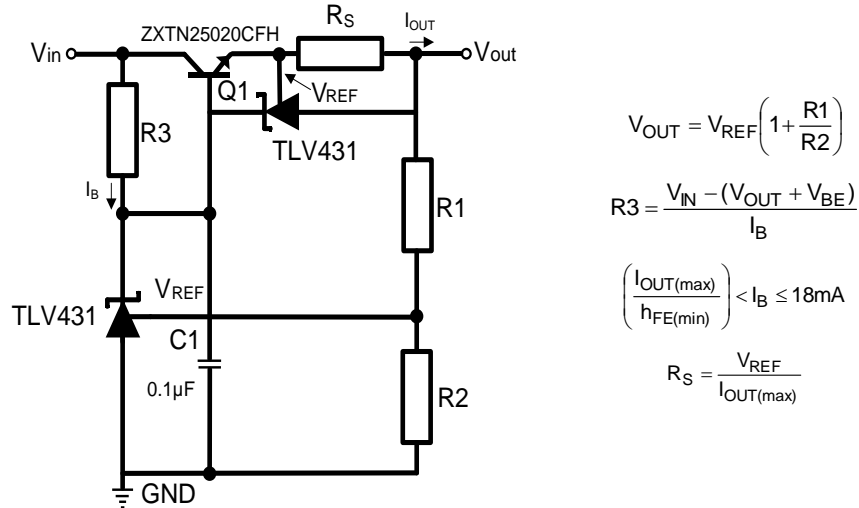 ZXTN25020CFH
RS
IOUT
Vin
Vout
Q1
VREF
R3
TLV431
IB
R1
VREF
TLV431
C1
0.1µF
R2
GND
VOUT = VREF(1+R1/R2)
R3 = (VIN − (VOUT + VBE))/IB
(IOUT(max)/hFE(min)) < IB ≤ 18mA
RS = VREF/IOUT(max)